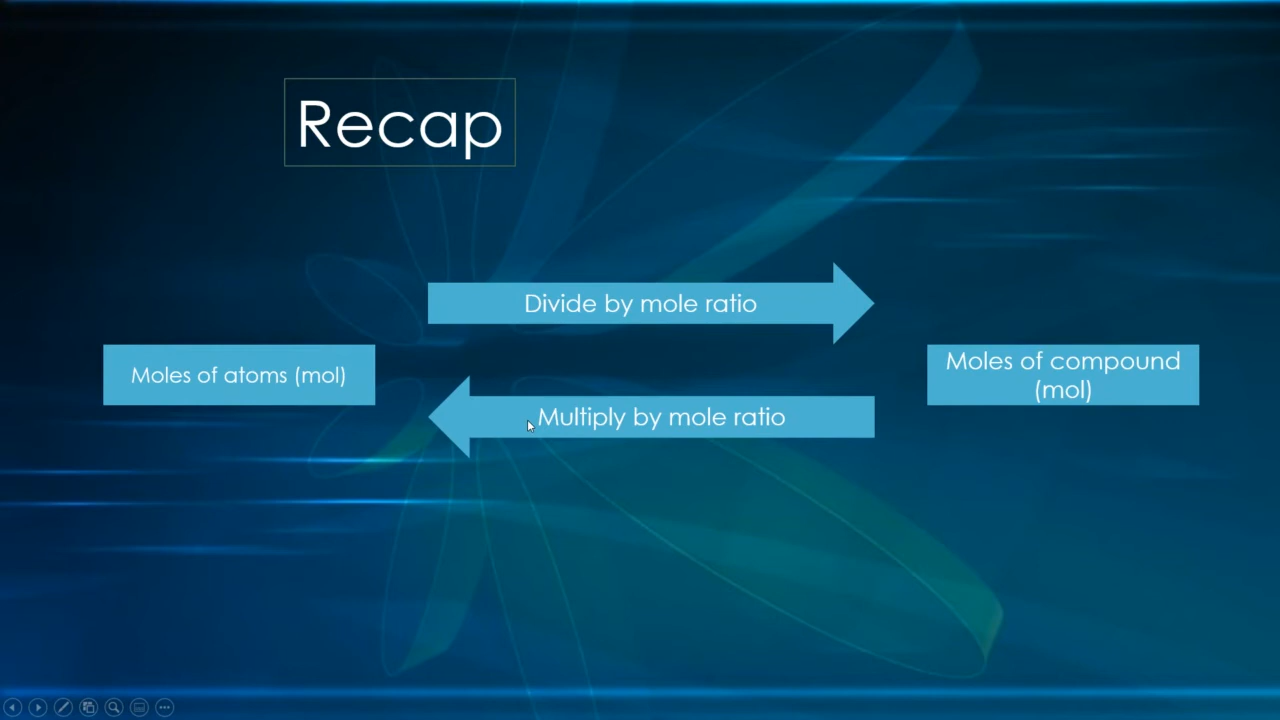 Recap
Divide by mole ratio
Moles of atoms (mol)
Moles of compound
(mol)
Multiply by mole ratio